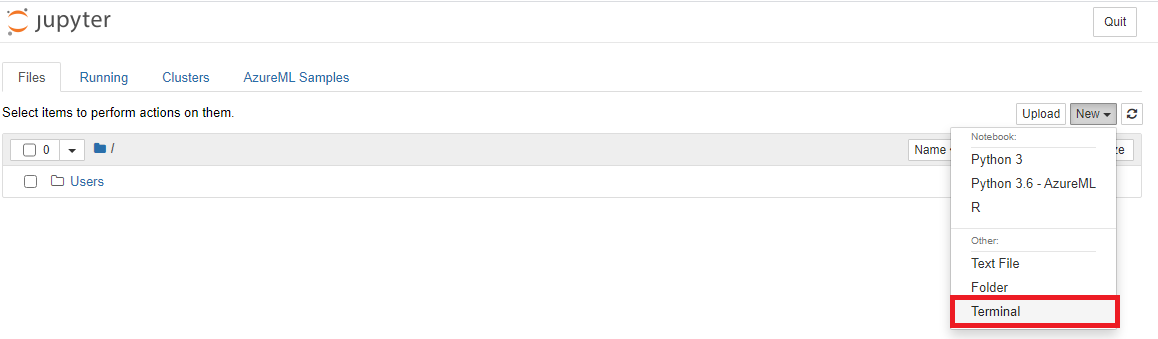 jupyter
Quit
Files Running Clusters AzureML Samples
Select items to perform actions on them.
Upload New
0 / Name
Notebook:
Python 3
Users
Python 3.6 - AzureML
R
Other:
Text File
Folder
Terminal